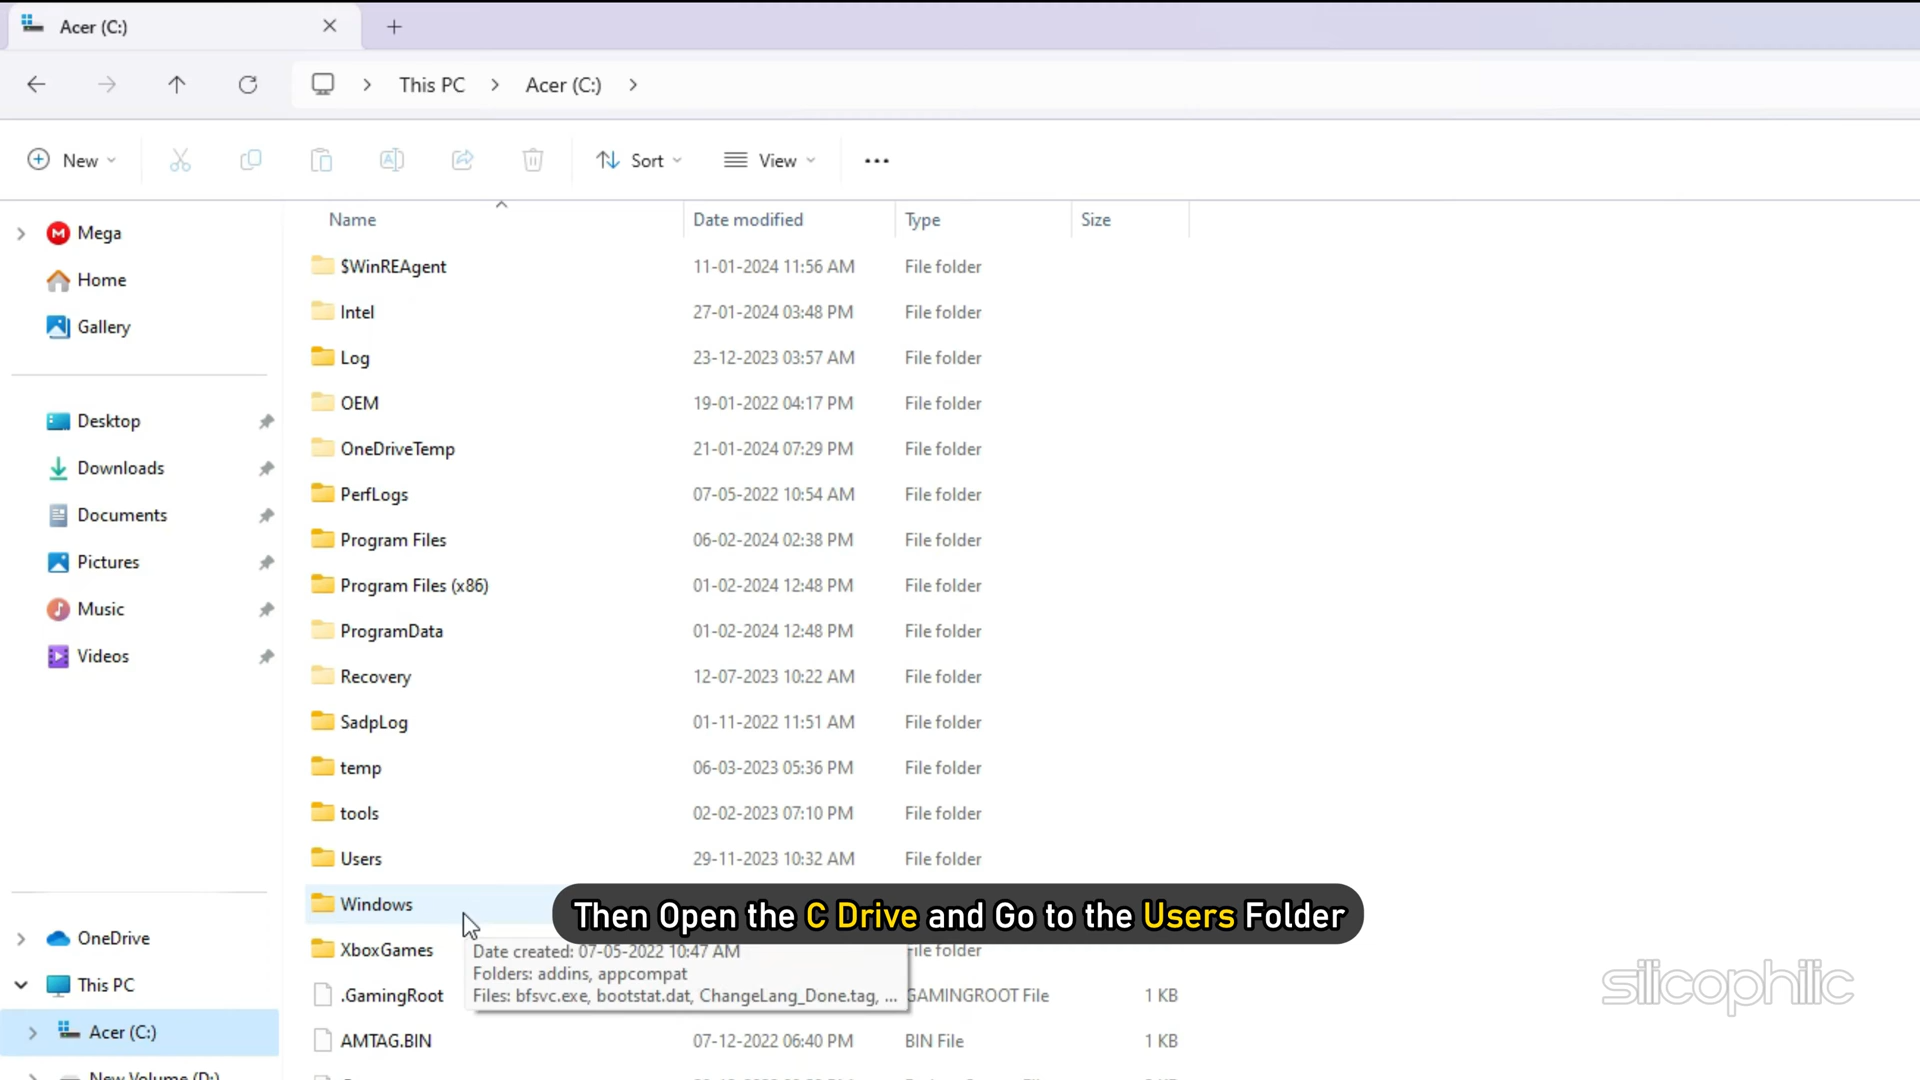 Acer (C:)
This PC > Acer (C:) >
New
Sort
View
Name Date modified Type Size
Mega
Home
Gallery
Desktop
Downloads
Documents
Pictures
Music
Videos
OneDrive
This PC
Acer (C:)
New Volume (D:)
$WinREAgent 11-01-2024 11:56 AM File folder
Intel 27-01-2024 03:48 PM File folder
Log 23-12-2023 03:57 AM File folder
OEM 19-01-2022 04:17 PM File folder
OneDriveTemp 21-01-2024 07:29 PM File folder
PerfLogs 07-05-2022 10:54 AM File folder
Program Files 06-02-2024 02:38 PM File folder
Program Files (x86) 01-02-2024 12:48 PM File folder
ProgramData 01-02-2024 12:48 PM File folder
Recovery 12-07-2023 10:22 AM File folder
SadpLog 01-11-2022 11:51 AM File folder
temp 06-03-2023 05:36 PM File folder
tools 02-02-2023 07:10 PM File folder
Users 29-11-2023 10:32 AM File folder
Windows
Then Open the C Drive and Go to the Users Folder
XboxGames File folder
Date created: 07-05-2022 10:47 AM
Folders: addins, appcompat
Files: bfsvc.exe, bootstat.dat, ChangeLang_Done.tag, ...
.GamingRoot GAMINGROOT File 1 KB
AMTAG.BIN 07-12-2022 06:40 PM BIN File 1 KB
silicophilic